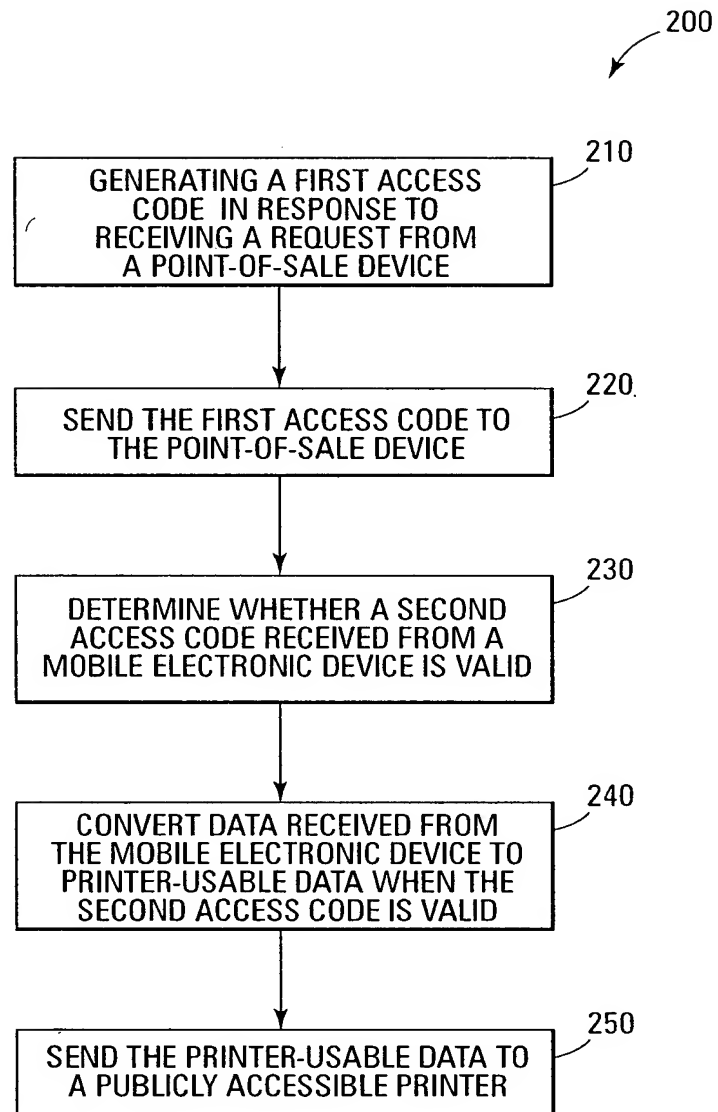 200
210
GENERATING A FIRST ACCESS
CODE IN RESPONSE TO
RECEIVING A REQUEST FROM
A POINT-OF-SALE DEVICE
220
SEND THE FIRST ACCESS CODE TO
THE POINT-OF-SALE DEVICE
230
DETERMINE WHETHER A SECOND
ACCESS CODE RECEIVED FROM A
MOBILE ELECTRONIC DEVICE IS VALID
240
CONVERT DATA RECEIVED FROM
THE MOBILE ELECTRONIC DEVICE TO
PRINTER-USABLE DATA WHEN THE
SECOND ACCESS CODE IS VALID
250
SEND THE PRINTER-USABLE DATA TO
A PUBLICLY ACCESSIBLE PRINTER